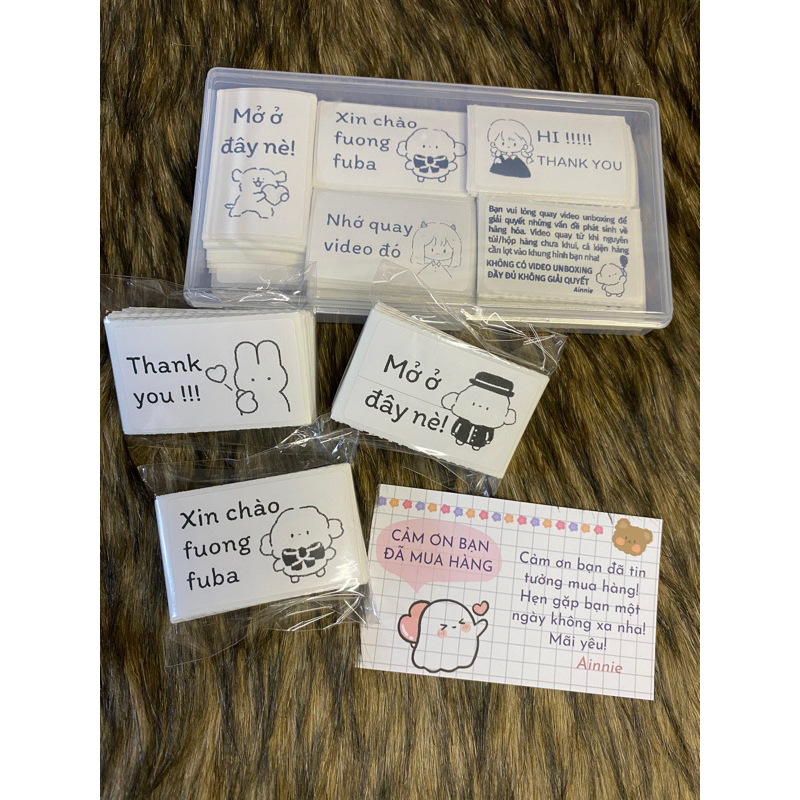 Mở ở
đây nè!
Xin chào
fuong
fuba
HI !!!!!
THANK YOU
Nhớ quay
video đó
Bạn vui lòng quay video unboxing để
giải quyết những vấn đề phát sinh về
hàng hóa. Video quay từ khi nguyên
túi/hộp hàng chưa khui, cả kiện hàng
cần lọt vào khung hình bạn nha!
KHÔNG CÓ VIDEO UNBOXING
ĐẦY ĐỦ KHÔNG GIẢI QUYẾT
Ainnie
Thank
you !!!
Mở ở
đây nè!
Xin chào
fuong
fuba
CẢM ƠN BẠN
ĐÃ MUA HÀNG
Cảm ơn bạn đã tin
tưởng mua hàng!
Hẹn gặp bạn một
ngày không xa nha!
Mãi yêu!
Ainnie